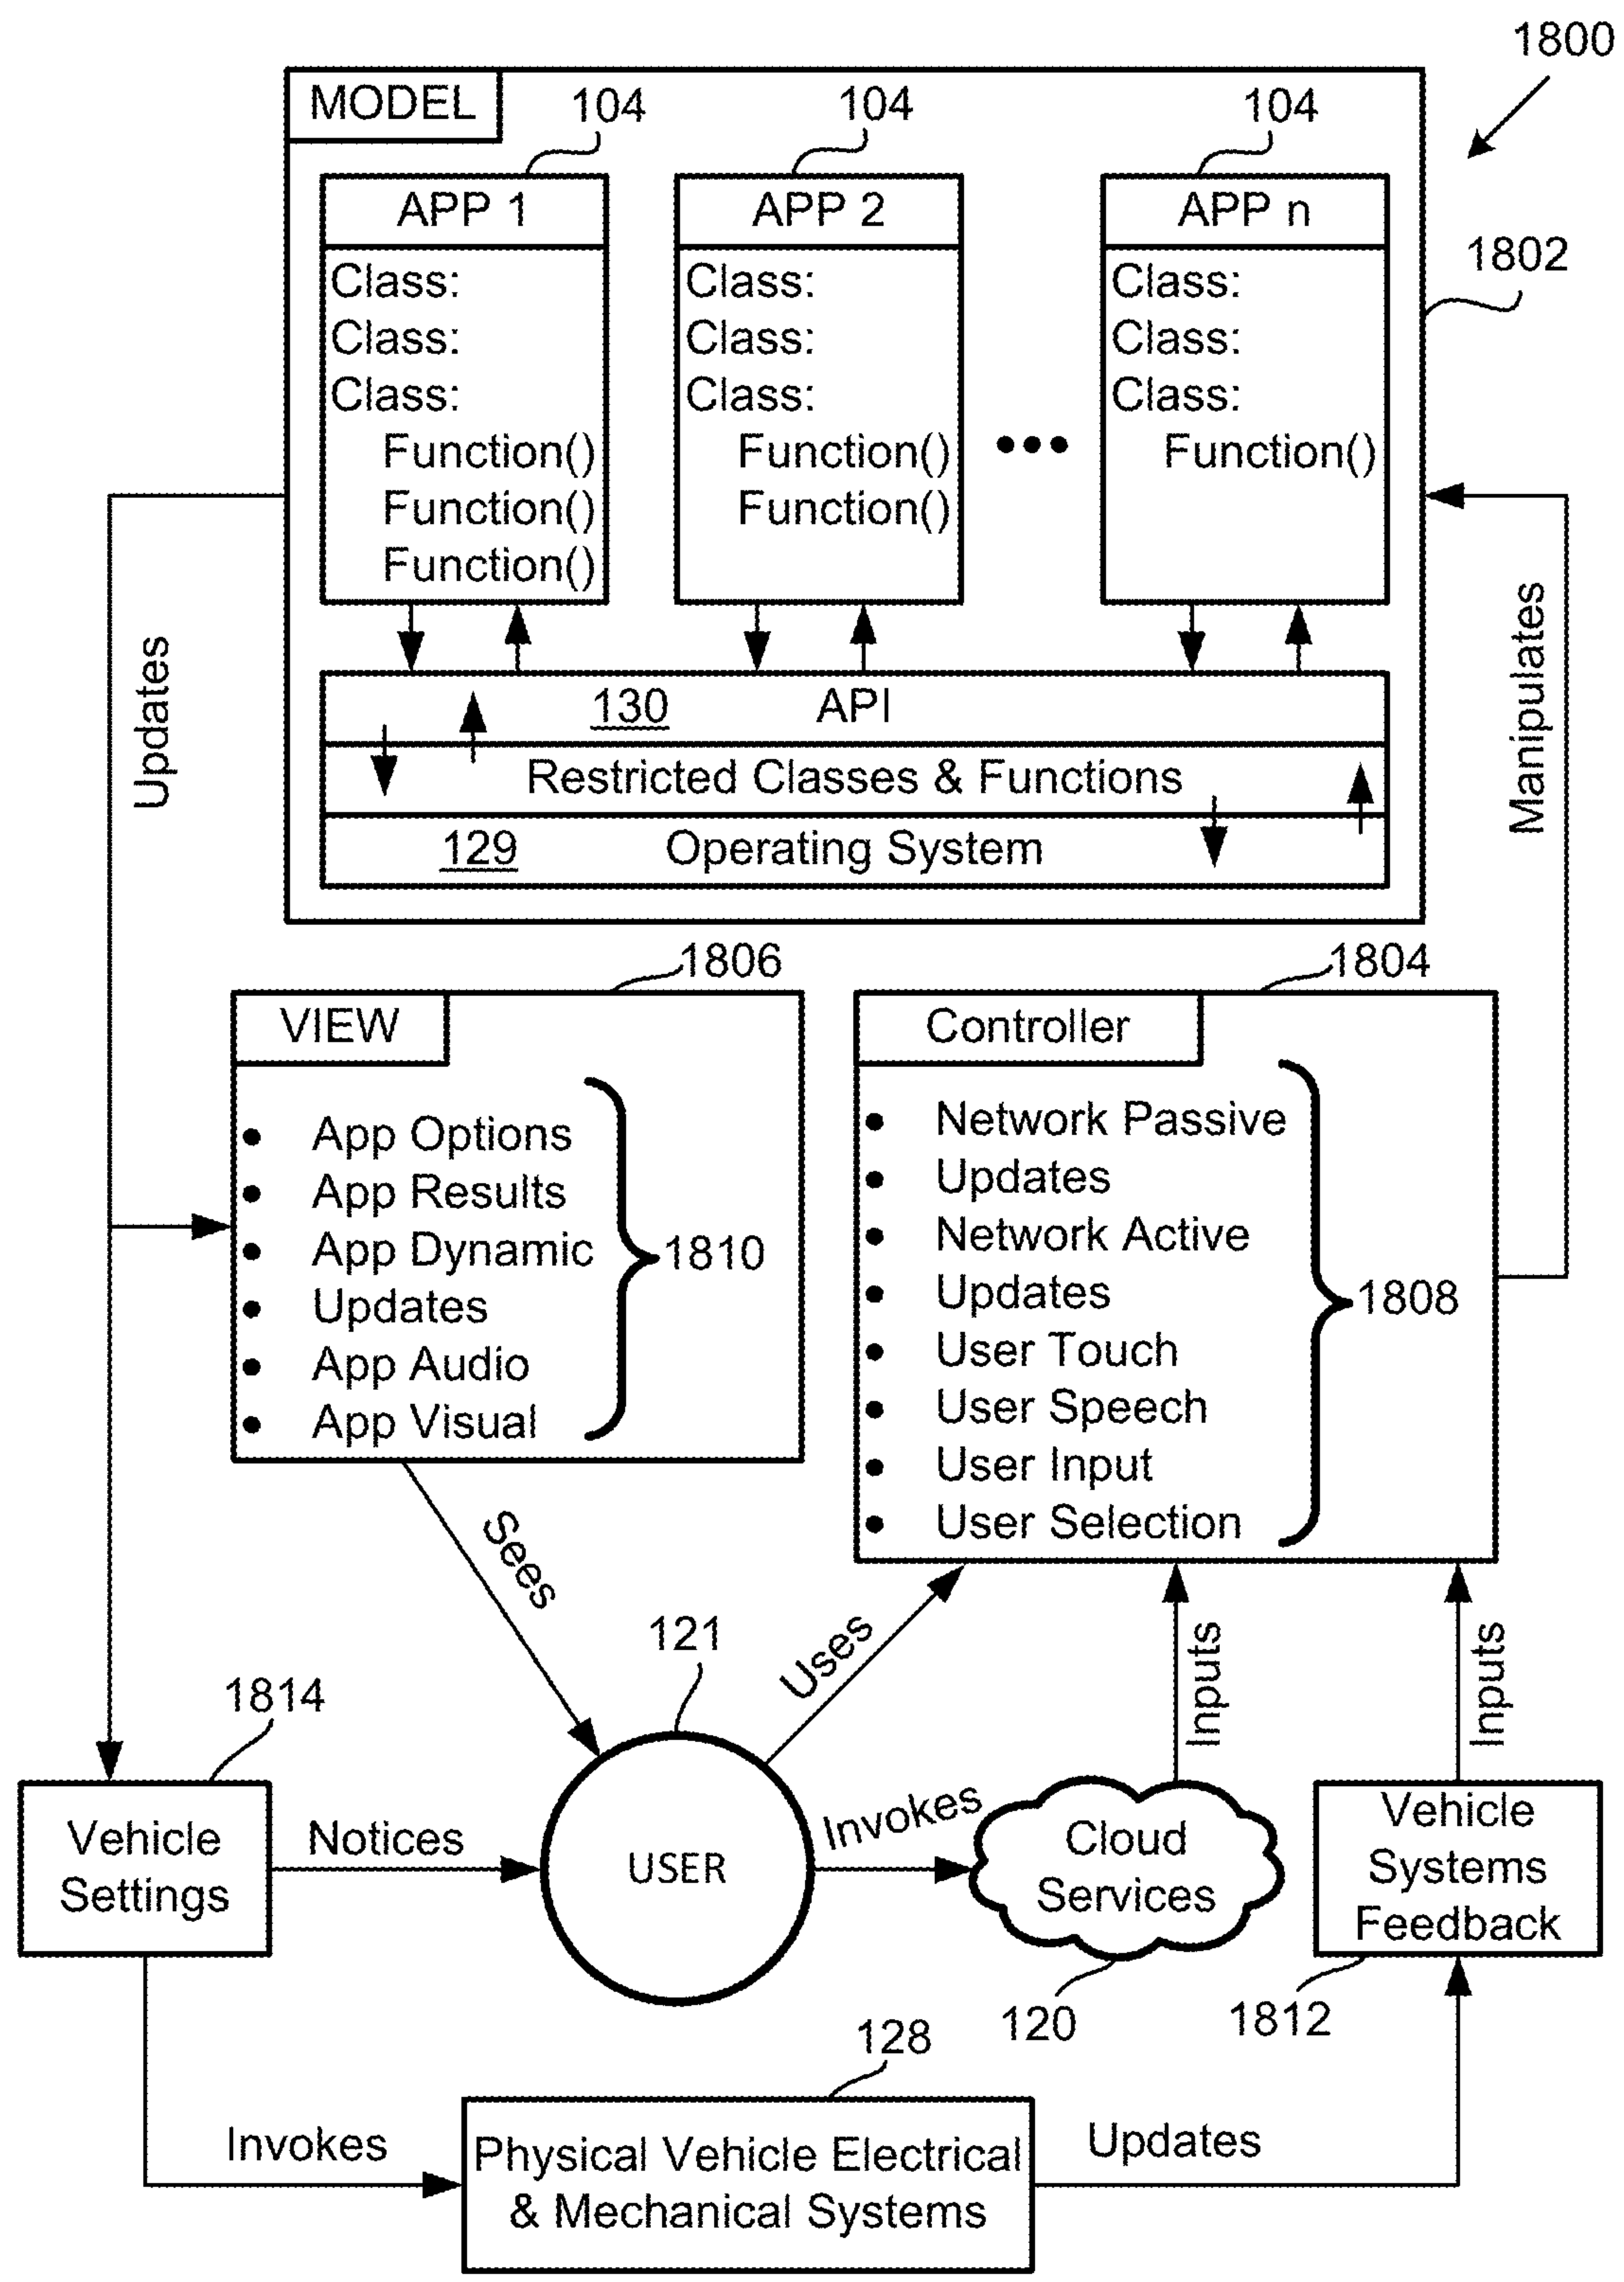 1800
MODEL
104
104
104
1802
APP 1
Class:
Class:
Class:
Function()
Function()
Function()
APP 2
Class:
Class:
Class:
Function()
Function()
•••
APP n
Class:
Class:
Class:
Function()
130 API
Restricted Classes & Functions
129 Operating System
Updates
Manipulates
1806
VIEW
• App Options
• App Results
• App Dynamic
• Updates
• App Audio
• App Visual
1810
1804
Controller
• Network Passive
• Updates
• Network Active
• Updates
• User Touch
• User Speech
• User Input
• User Selection
1808
Sees
Uses
Inputs
Inputs
121
1814
Vehicle
Settings
Notices
USER
Invokes
Cloud
Services
Vehicle
Systems
Feedback
120
1812
128
Invokes
Physical Vehicle Electrical
& Mechanical Systems
Updates